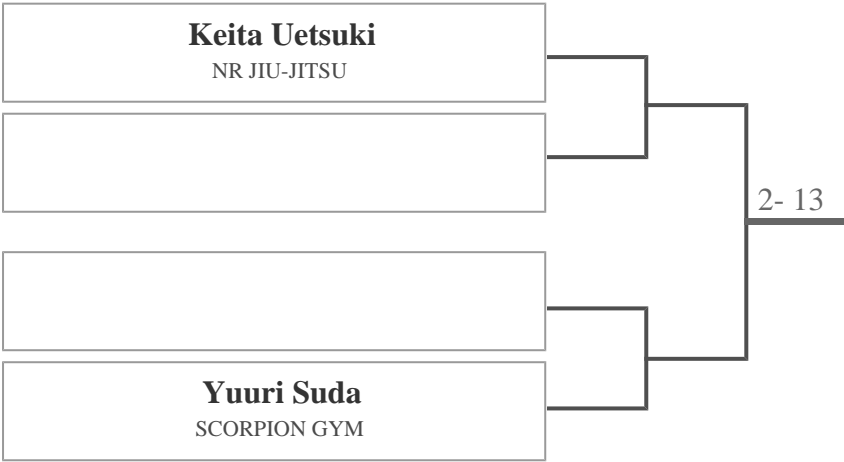 Keita Uetsuki
NR JIU-JITSU
2- 13
Yuuri Suda
SCORPION GYM